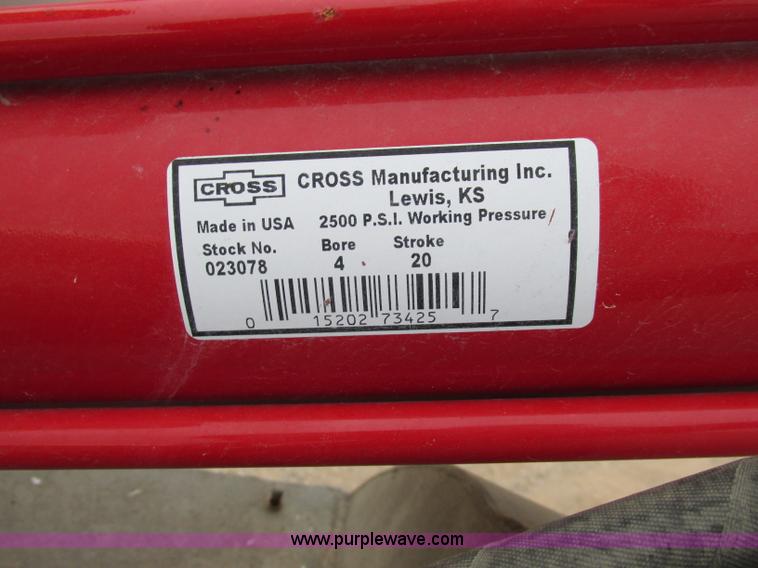 CROSS CROSS Manufacturing Inc.
Lewis, KS
Made in USA 2500 P.S.I. Working Pressure
Stock No. Bore Stroke
023078 4 20
0 15202 73425 7
www.purplewave.com